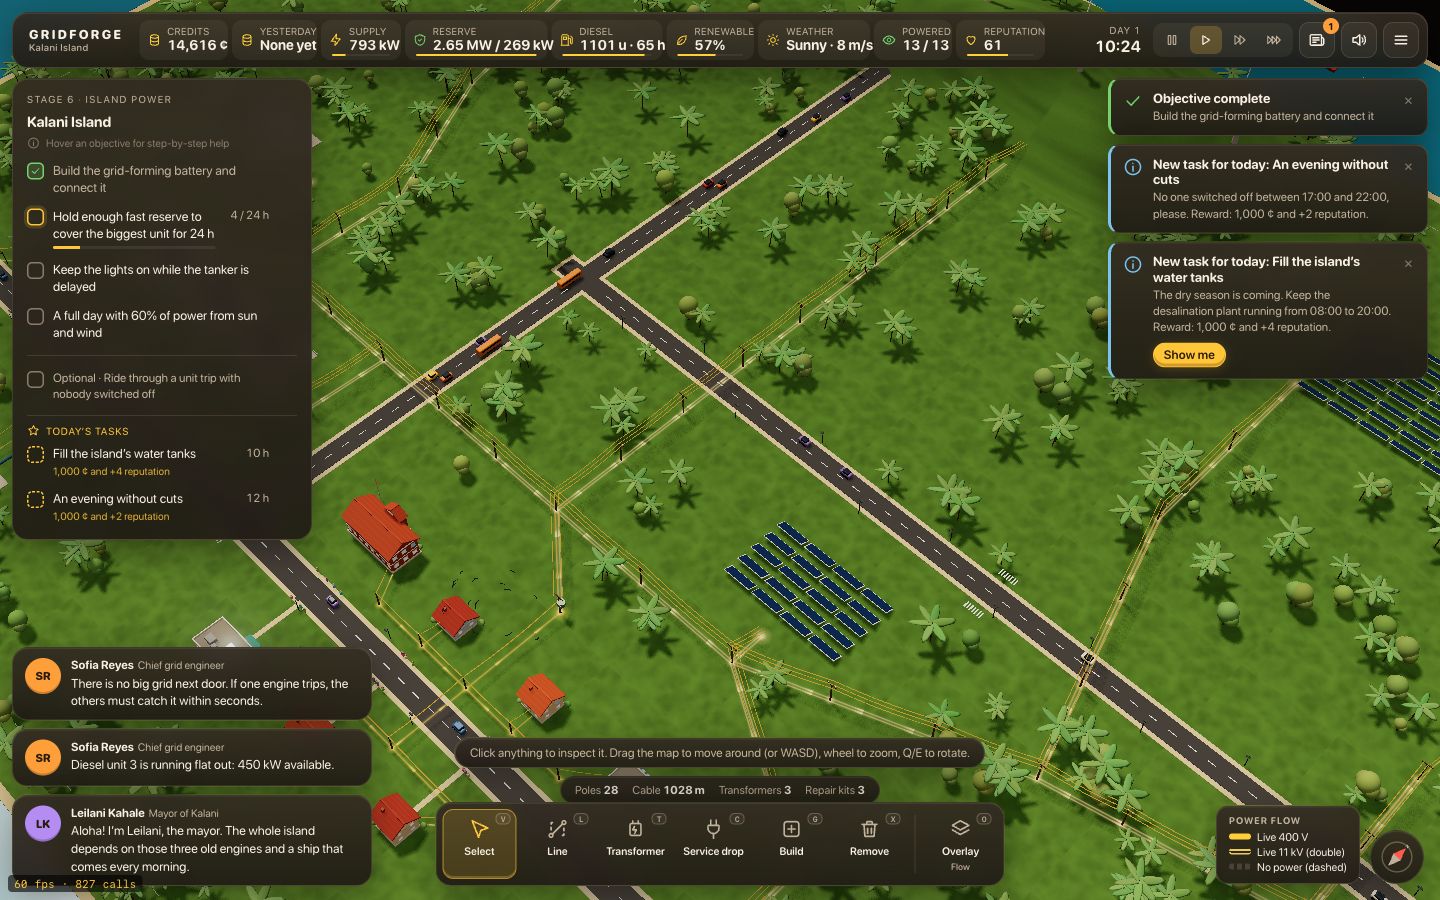 GRIDFORGE
Kalani Island
CREDITS
14,616 ¢
YESTERDAY
None yet
SUPPLY
793 kW
RESERVE
2.65 MW / 269 kW
DIESEL
1101 u · 65 h
RENEWABLE
57%
WEATHER
Sunny · 8 m/s
POWERED
13 / 13
REPUTATION
61
DAY 1
10:24
1
STAGE 6 · ISLAND POWER
Kalani Island
Hover an objective for step-by-step help
Build the grid-forming battery and
connect it
Hold enough fast reserve to
cover the biggest unit for 24 h
4 / 24 h
Keep the lights on while the tanker is
delayed
A full day with 60% of power from sun
and wind
Optional · Ride through a unit trip with
nobody switched off
TODAY'S TASKS
Fill the island's water tanks
10 h
1,000 ¢ and +4 reputation
An evening without cuts
12 h
1,000 ¢ and +2 reputation
Objective complete
Build the grid-forming battery and connect it
New task for today: An evening without
cuts
No one switched off between 17:00 and 22:00,
please. Reward: 1,000 ¢ and +2 reputation.
New task for today: Fill the island's
water tanks
The dry season is coming. Keep the
desalination plant running from 08:00 to 20:00.
Reward: 1,000 ¢ and +4 reputation.
Show me
SR
Sofia Reyes Chief grid engineer
There is no big grid next door. If one engine trips, the
others must catch it within seconds.
SR
Sofia Reyes Chief grid engineer
Diesel unit 3 is running flat out: 450 kW available.
LK
Leilani Kahale Mayor of Kalani
Aloha! I'm Leilani, the mayor. The whole island
depends on those three old engines and a ship that
comes every morning.
60 fps · 827 calls
Click anything to inspect it. Drag the map to move around (or WASD), wheel to zoom, Q/E to rotate.
Poles 28 Cable 1028 m Transformers 3 Repair kits 3
V
Select
L
Line
T
Transformer
C
Service drop
G
Build
X
Remove
O
Overlay
Flow
POWER FLOW
Live 400 V
Live 11 kV (double)
No power (dashed)